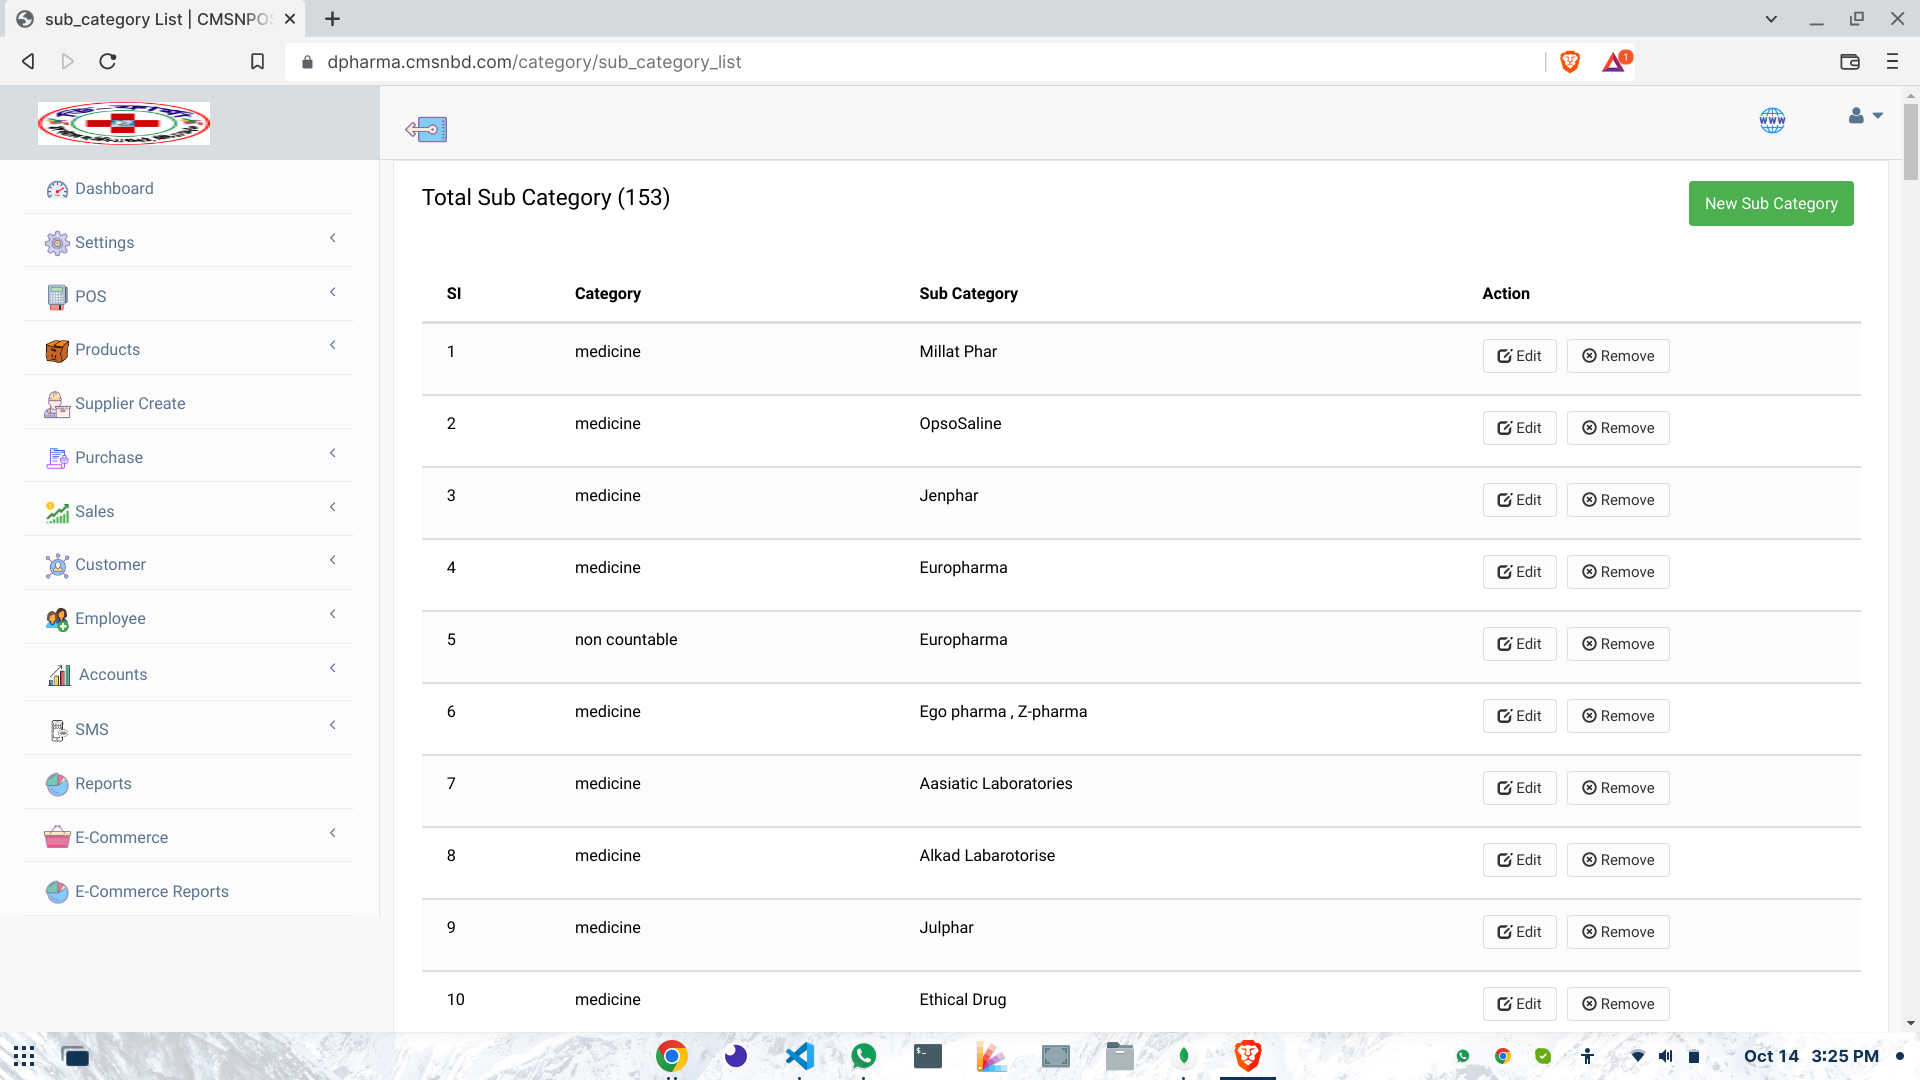 sub_category List | CMSNPOS
dpharma.cmsnbd.com/category/sub_category_list
1
www
Dashboard
Settings
POS
Products
Supplier Create
Purchase
Sales
Customer
Employee
Accounts
SMS
Reports
E-Commerce
E-Commerce Reports
Total Sub Category (153)
New Sub Category
Sl Category Sub Category Action
1 medicine Millat Phar Edit Remove
2 medicine OpsoSaline Edit Remove
3 medicine Jenphar Edit Remove
4 medicine Europharma Edit Remove
5 non countable Europharma Edit Remove
6 medicine Ego pharma , Z-pharma Edit Remove
7 medicine Aasiatic Laboratories Edit Remove
8 medicine Alkad Labarotorise Edit Remove
9 medicine Julphar Edit Remove
10 medicine Ethical Drug Edit Remove
Oct 14 3:25 PM